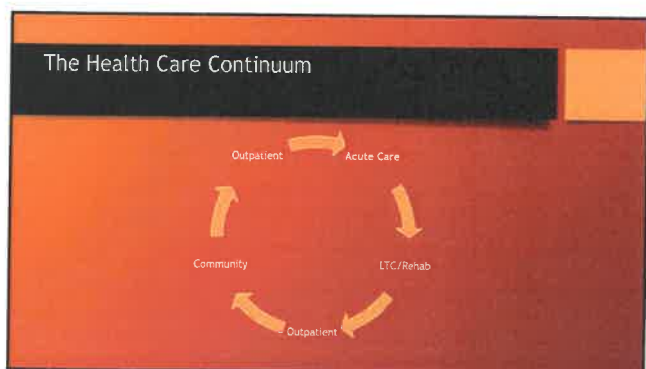 The Health Care Continuum
Outpatient
Acute Care
LTC/Rehab
Outpatient
Community